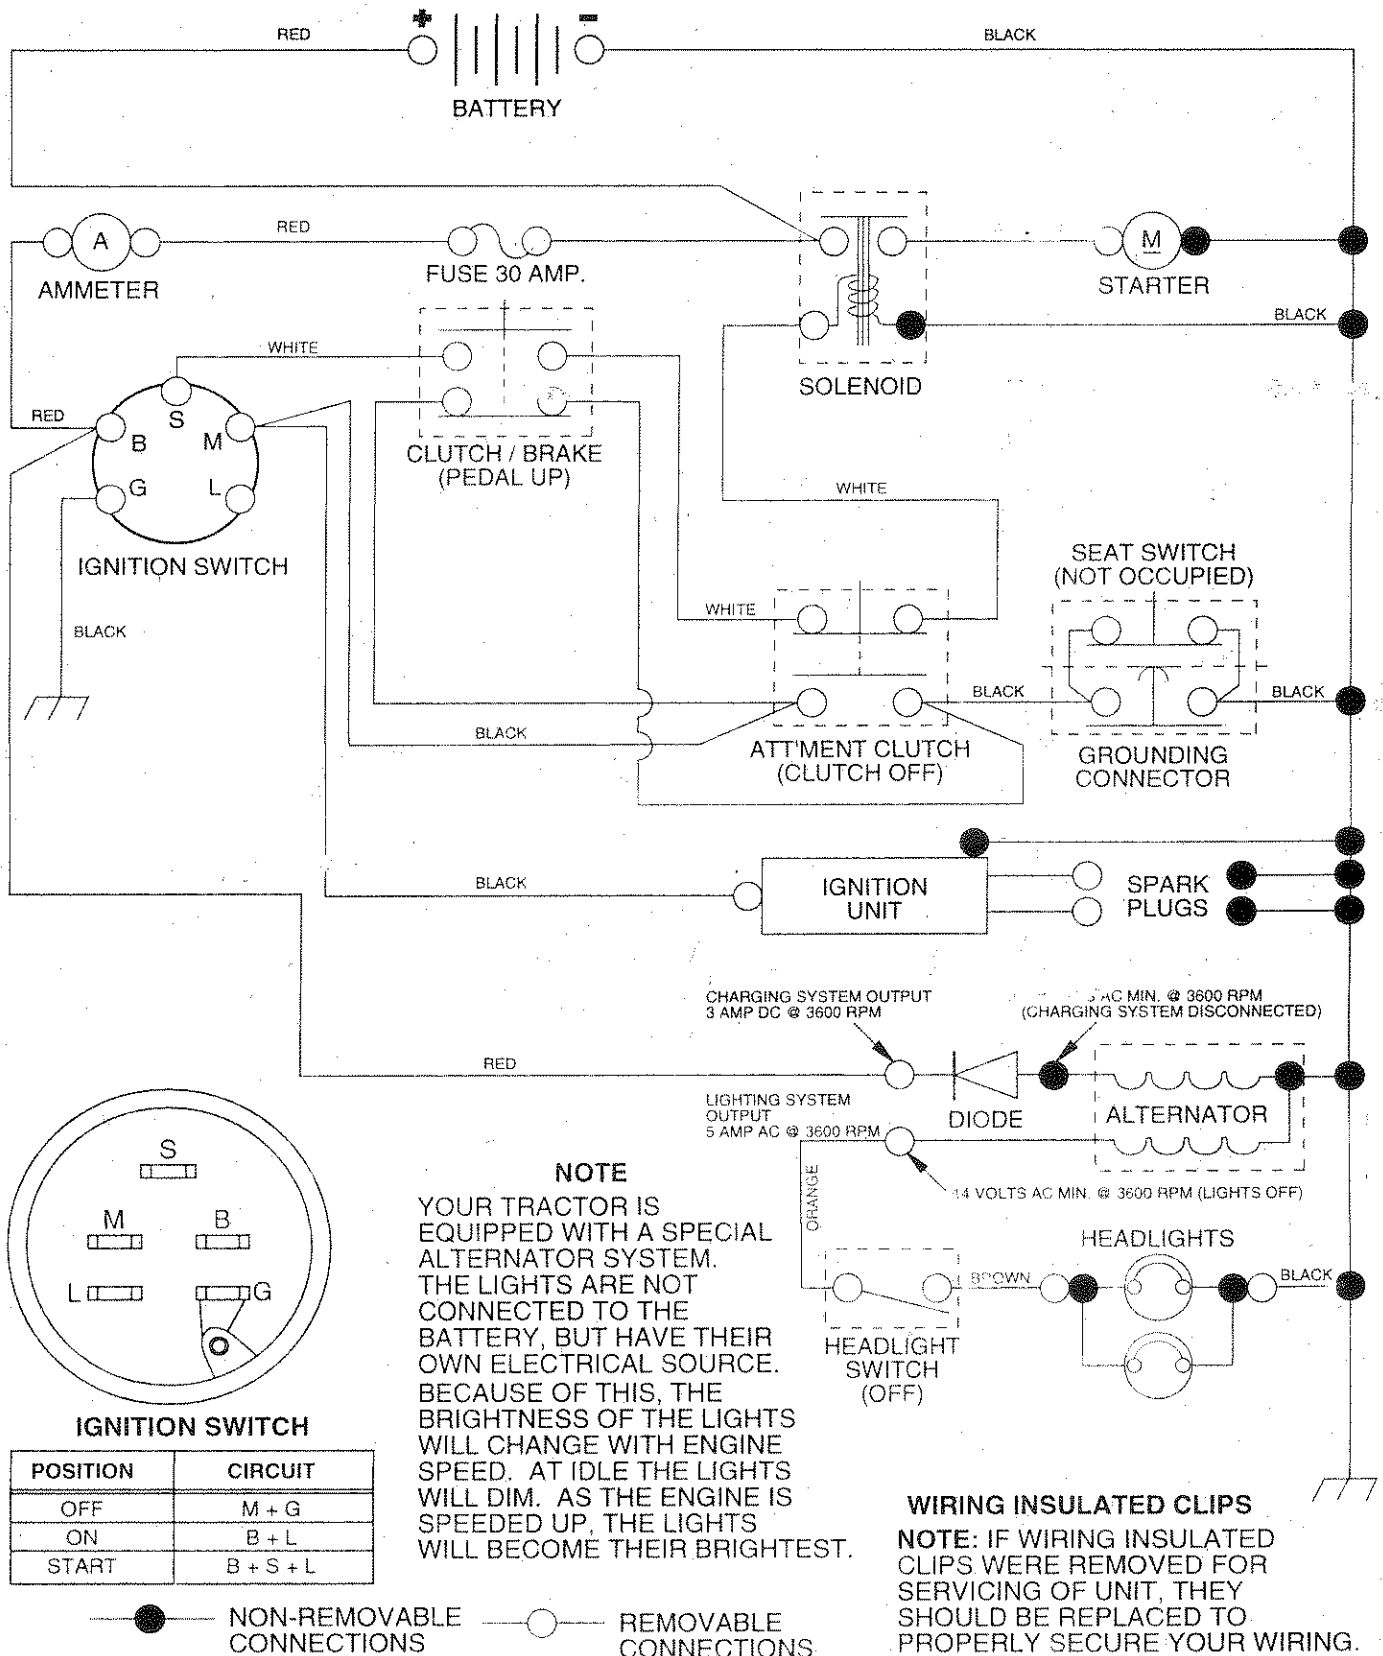 RED
+
-
BLACK
BATTERY
A
RED
M
AMMETER
FUSE 30 AMP.
STARTER
BLACK
WHITE
SOLENOID
RED
S
B
M
G
L
CLUTCH / BRAKE
(PEDAL UP)
WHITE
IGNITION SWITCH
SEAT SWITCH
(NOT OCCUPIED)
BLACK
WHITE
BLACK
BLACK
BLACK
ATT'MENT CLUTCH
(CLUTCH OFF)
GROUNDING
CONNECTOR
BLACK
IGNITION
UNIT
SPARK
PLUGS
CHARGING SYSTEM OUTPUT
3 AMP DC @ 3600 RPM
AC MIN. @ 3600 RPM
(CHARGING SYSTEM DISCONNECTED)
RED
DIODE
ALTERNATOR
LIGHTING SYSTEM
OUTPUT
5 AMP AC @ 3600 RPM
14 VOLTS AC MIN. @ 3600 RPM (LIGHTS OFF)
ORANGE
HEADLIGHTS
BROWN
BLACK
HEADLIGHT
SWITCH
(OFF)
S
M
B
L
G
IGNITION SWITCH
POSITION CIRCUIT
OFF M + G
ON B + L
START B + S + L
NOTE
YOUR TRACTOR IS
EQUIPPED WITH A SPECIAL
ALTERNATOR SYSTEM.
THE LIGHTS ARE NOT
CONNECTED TO THE
BATTERY, BUT HAVE THEIR
OWN ELECTRICAL SOURCE.
BECAUSE OF THIS, THE
BRIGHTNESS OF THE LIGHTS
WILL CHANGE WITH ENGINE
SPEED. AT IDLE THE LIGHTS
WILL DIM. AS THE ENGINE IS
SPEEDED UP, THE LIGHTS
WILL BECOME THEIR BRIGHTEST.
WIRING INSULATED CLIPS
NOTE: IF WIRING INSULATED
CLIPS WERE REMOVED FOR
SERVICING OF UNIT, THEY
SHOULD BE REPLACED TO
PROPERLY SECURE YOUR WIRING.
NON-REMOVABLE
CONNECTIONS
REMOVABLE
CONNECTIONS